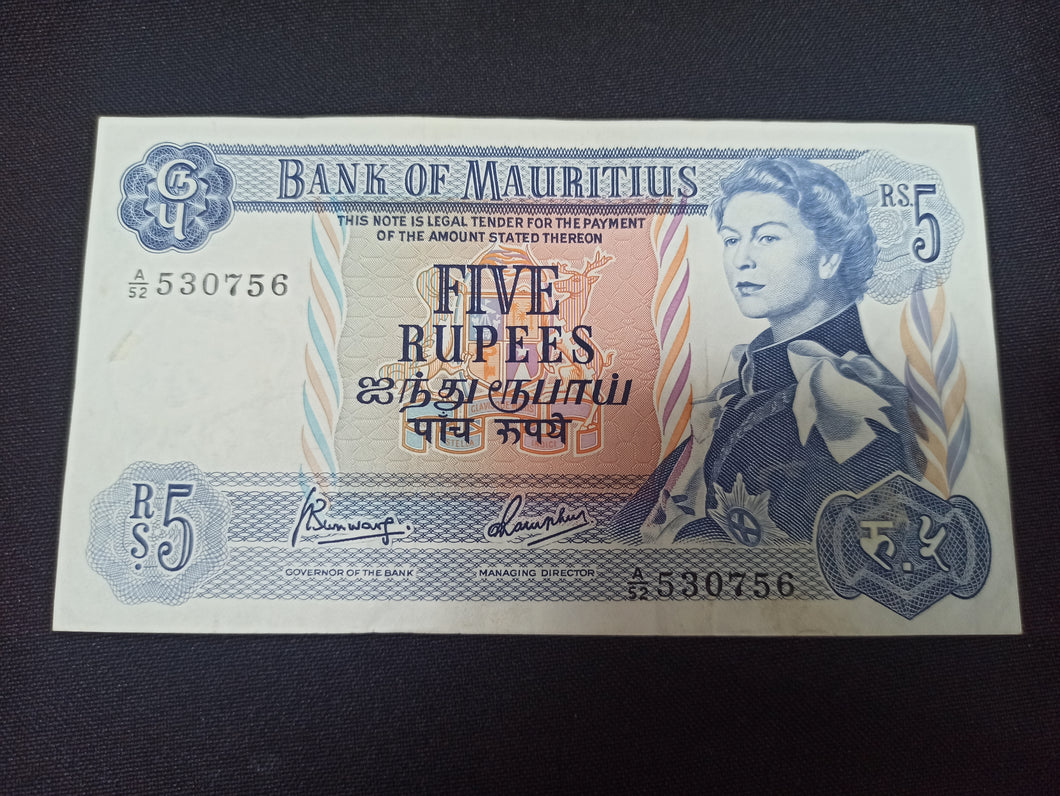 BANK OF MAURITIUS
RS.5
THIS NOTE IS LEGAL TENDER FOR THE PAYMENT
OF THE AMOUNT STATED THEREON
A/52 530756
FIVE
RUPEES
ஐந்து ரூபாய்
पाँच रूपये
RS.5
GOVERNOR OF THE BANK
MANAGING DIRECTOR
A/52 530756
रु.५